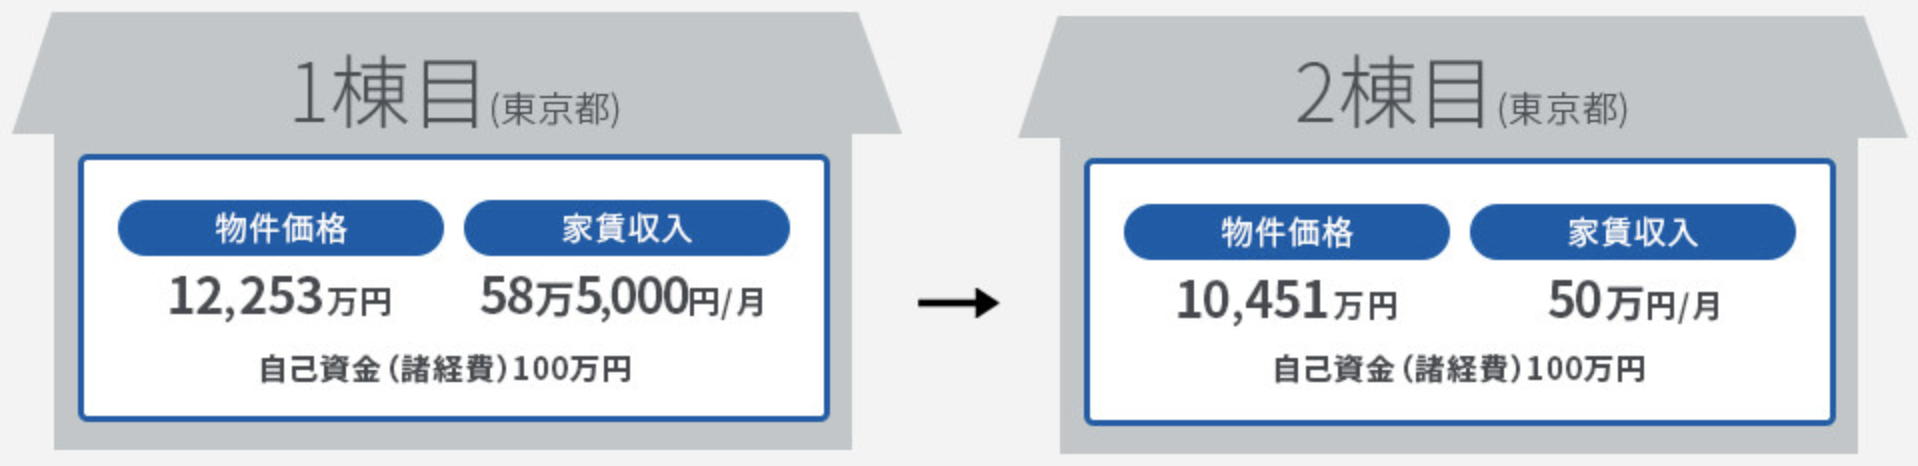 1棟目(東京都)
物件価格 家賃収入
12,253万円 58万5,000円/月
自己資金(諸経費)100万円
2棟目(東京都)
物件価格 家賃収入
10,451万円 50万円/月
自己資金(諸経費)100万円